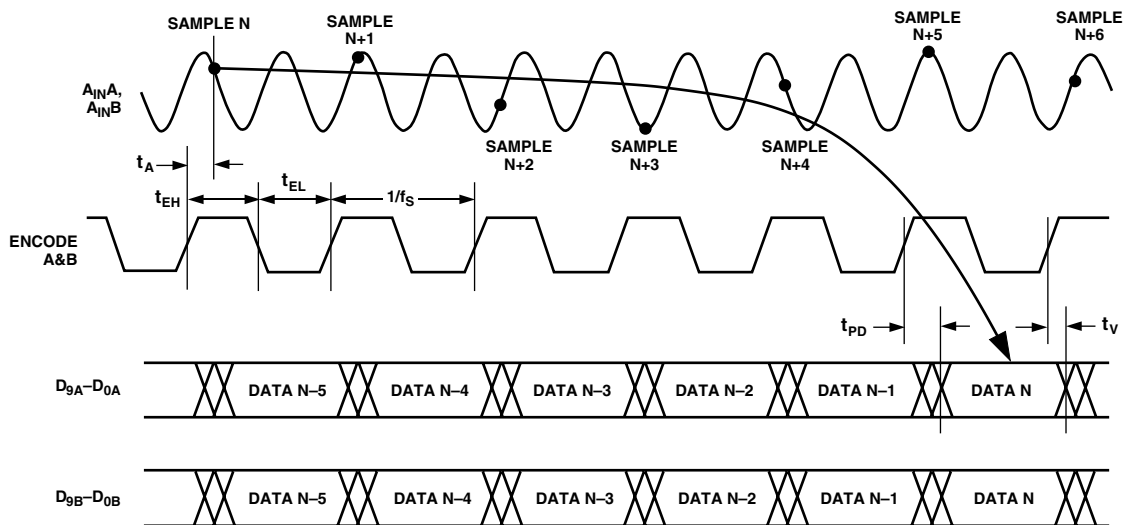 SAMPLE N
SAMPLE
N+1
SAMPLE
N+5
SAMPLE
N+6
AINA,
AINB
SAMPLE
N+2
SAMPLE
N+3
SAMPLE
N+4
tA
tEH
tEL
1/fS
ENCODE
A&B
tPD
tV
D9A–D0A
DATA N–5
DATA N–4
DATA N–3
DATA N–2
DATA N–1
DATA N
D9B–D0B
DATA N–5
DATA N–4
DATA N–3
DATA N–2
DATA N–1
DATA N